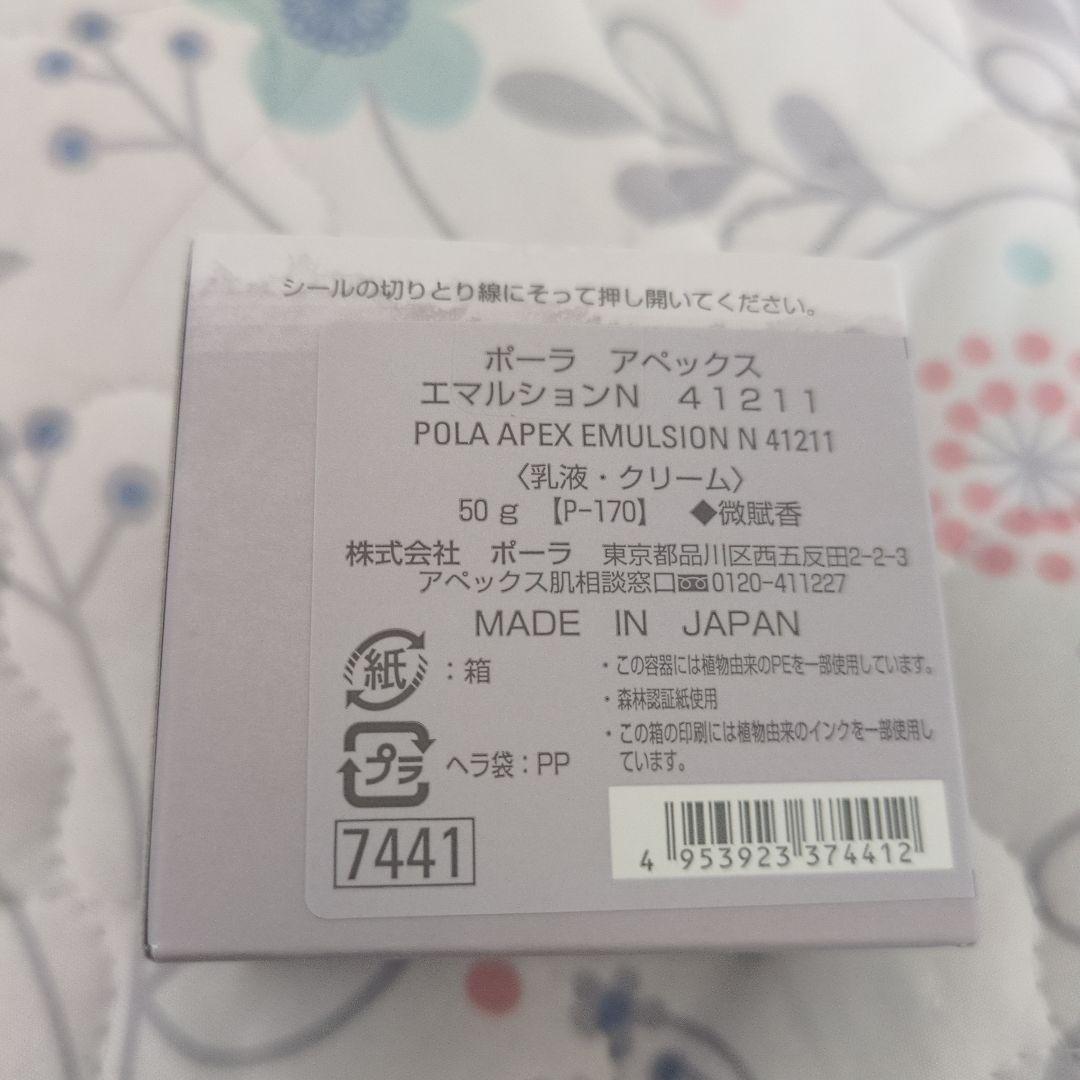 シールの切りとり線にそって押し開いてください。
ポーラ　アペックス
エマルションN　41211
POLA APEX EMULSION N 41211
〈乳液・クリーム〉
50g 【P-170】 ◆微賦香
株式会社　ポーラ　東京都品川区西五反田2-2-3
アペックス肌相談窓口 0120-411227
MADE IN JAPAN
紙：箱
・この容器には植物由来のPEを一部使用しています。
・森林認証紙使用
・この箱の印刷には植物由来のインクを一部使用し
ています。
プラ ヘラ袋：PP
7441
4 953923 374412